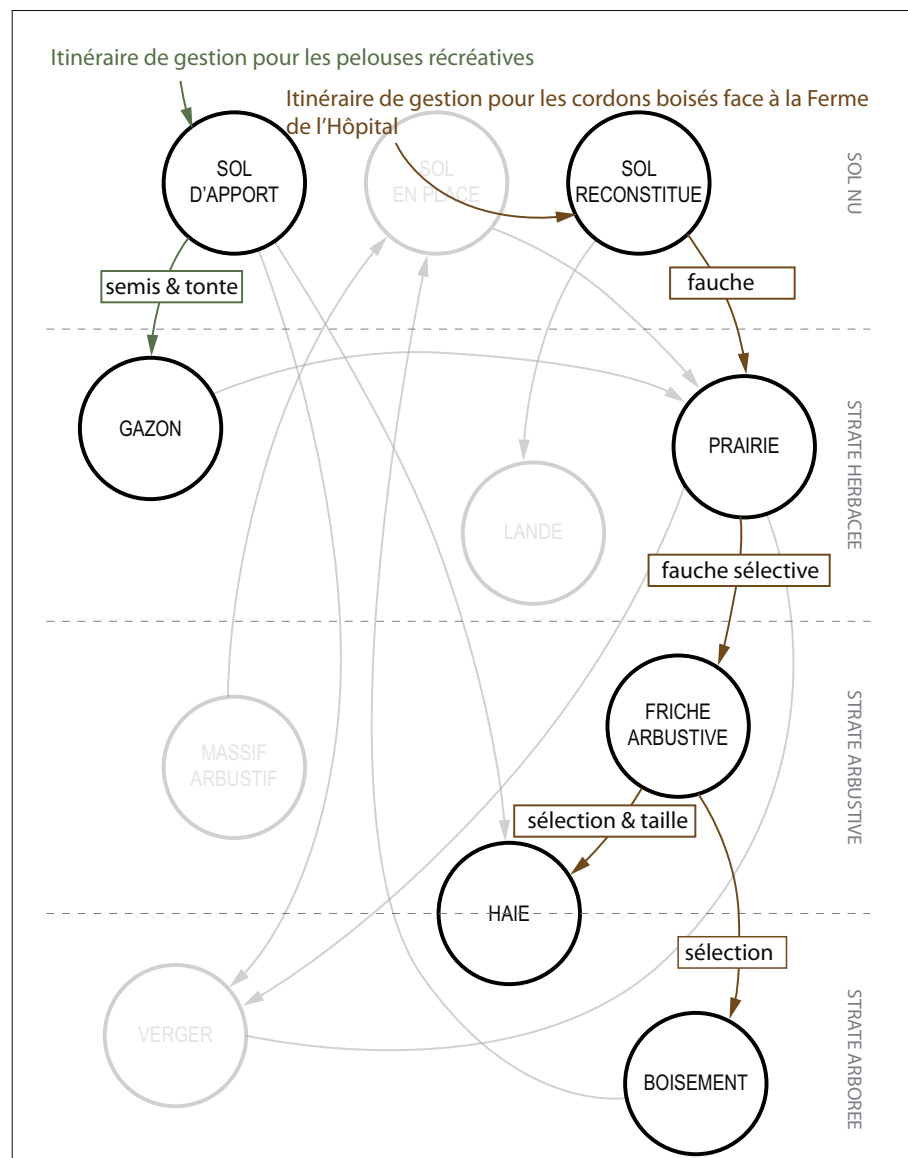 Itinéraire de gestion pour les pelouses récréatives
Itinéraire de gestion pour les cordons boisés face à la Ferme
de l'Hôpital
SOL
D'APPORT
SOL
EN PLACE
SOL
RECONSTITUE
SOL NU
semis & tonte
fauche
GAZON
PRAIRIE
LANDE
STRATE HERBACEE
fauche sélective
FRICHE
ARBUSTIVE
MASSIF
ARBUSTIF
STRATE ARBUSTIVE
sélection & taille
HAIE
sélection
VERGER
BOISEMENT
STRATE ARBOREE